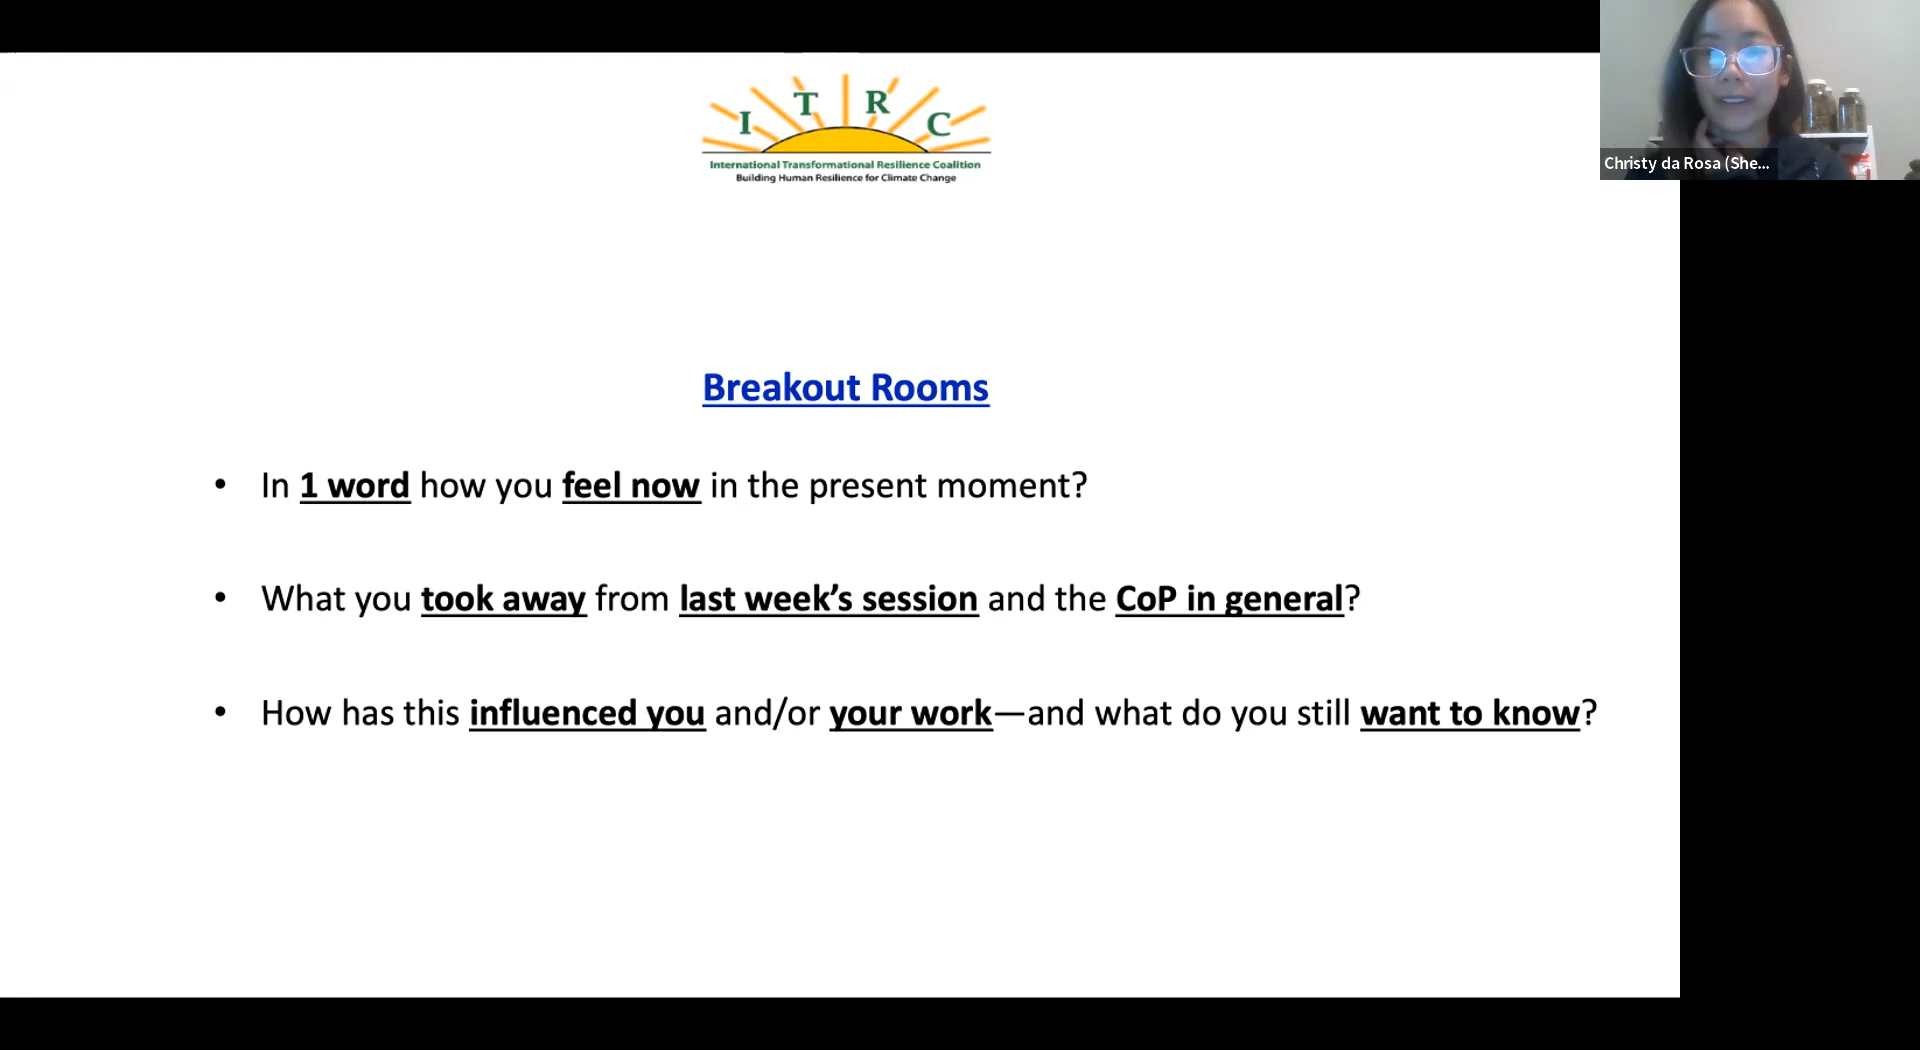 I T R C
International Transformational Resilience Coalition
Building Human Resilience for Climate Change
Christy da Rosa (She...
Breakout Rooms
• In 1 word how you feel now in the present moment?
• What you took away from last week’s session and the CoP in general?
• How has this influenced you and/or your work—and what do you still want to know?